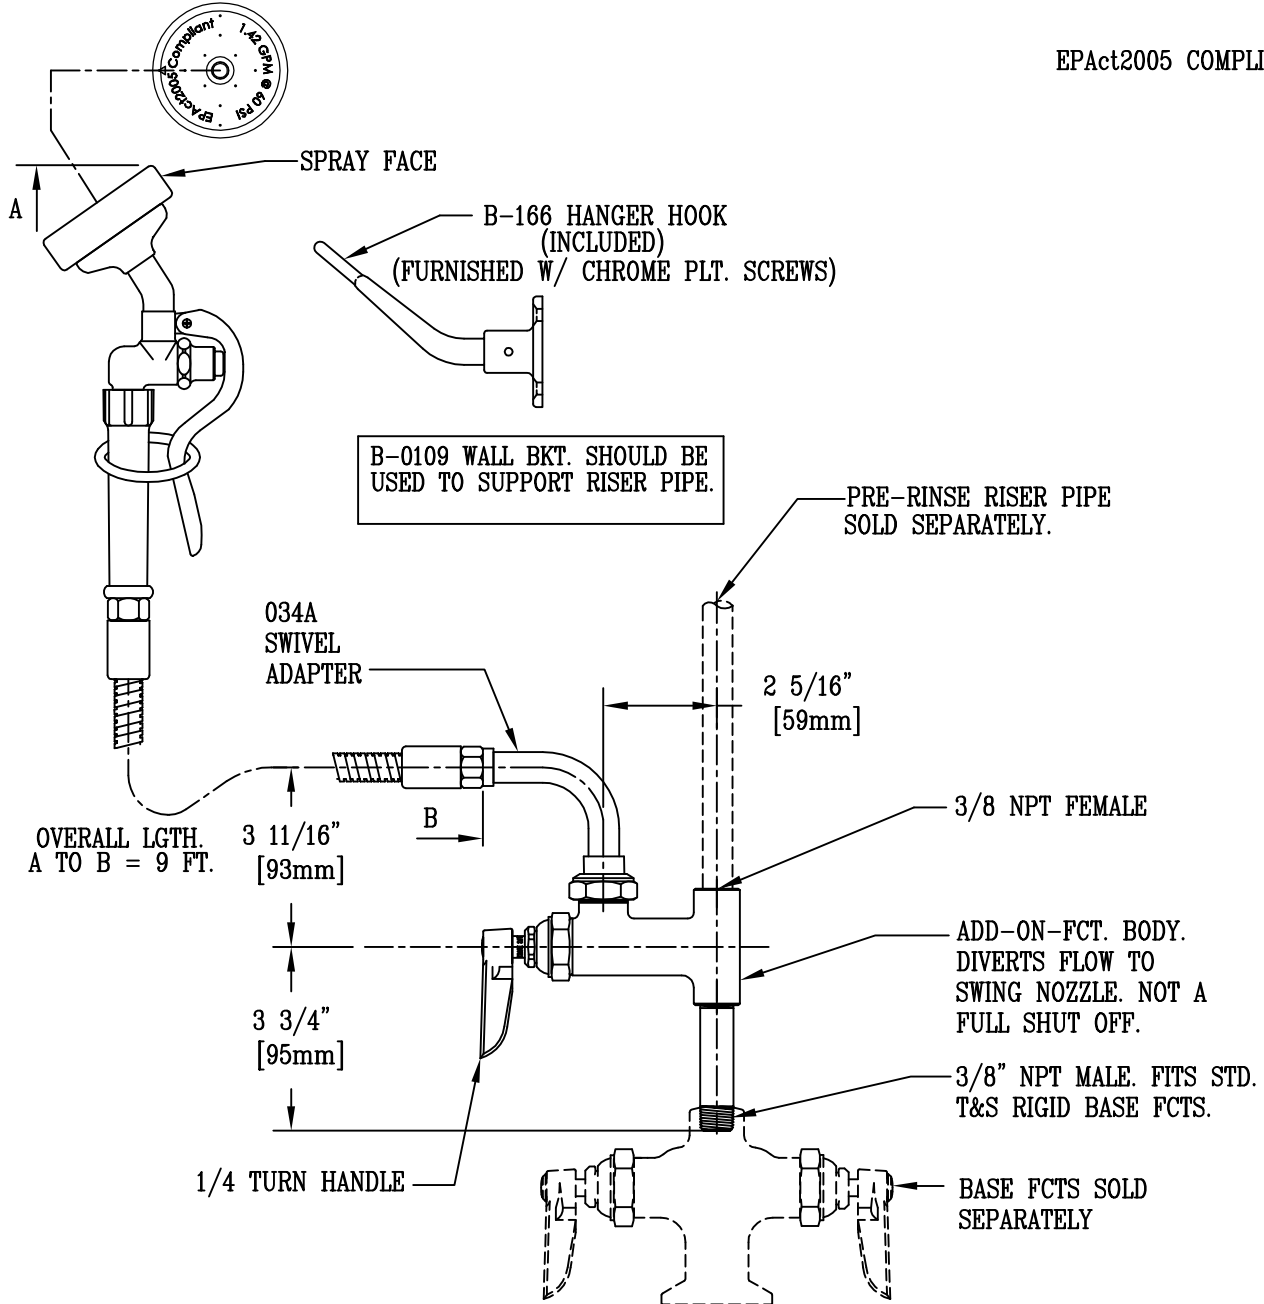 EPAct2005 Compliant
1.42 GPM @ 60 PSI
EPAct2005 COMPLI
SPRAY FACE
A
B-166 HANGER HOOK
(INCLUDED)
(FURNISHED W/ CHROME PLT. SCREWS)
B-0109 WALL BKT. SHOULD BE
USED TO SUPPORT RISER PIPE.
PRE-RINSE RISER PIPE
SOLD SEPARATELY.
034A
SWIVEL
ADAPTER
2 5/16"
[59mm]
B
OVERALL LGTH.
A TO B = 9 FT.
3 11/16"
[93mm]
3/8 NPT FEMALE
ADD-ON-FCT. BODY.
DIVERTS FLOW TO
SWING NOZZLE. NOT A
FULL SHUT OFF.
3 3/4"
[95mm]
3/8" NPT MALE. FITS STD.
T&S RIGID BASE FCTS.
1/4 TURN HANDLE
BASE FCTS SOLD
SEPARATELY